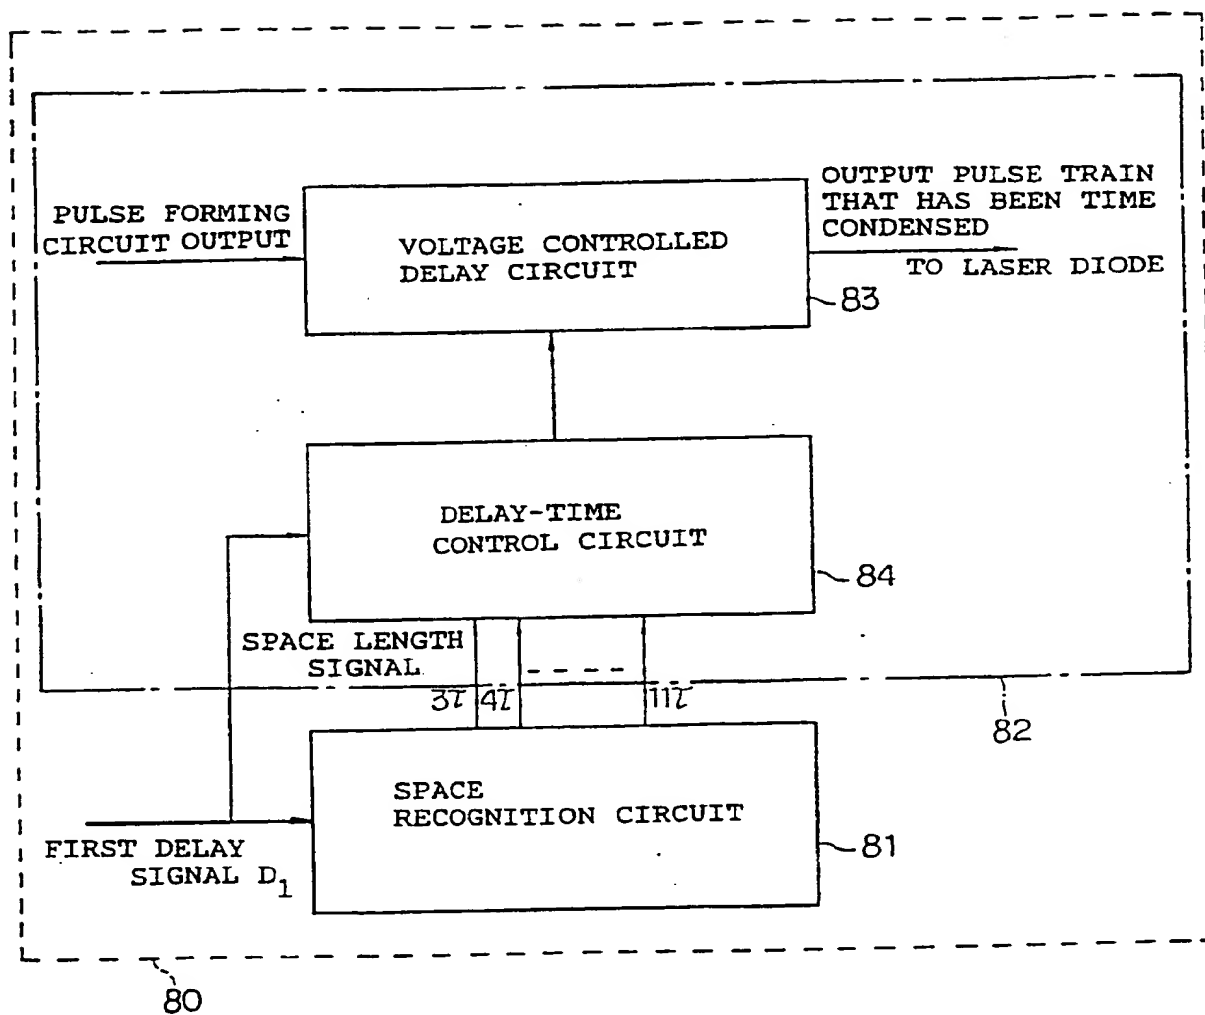 PULSE FORMING
CIRCUIT OUTPUT
VOLTAGE CONTROLLED
DELAY CIRCUIT
OUTPUT PULSE TRAIN
THAT HAS BEEN TIME
CONDENSED
TO LASER DIODE
83
DELAY-TIME
CONTROL CIRCUIT
84
SPACE LENGTH
SIGNAL
3τ 4τ 11τ
82
SPACE
RECOGNITION CIRCUIT
81
FIRST DELAY
SIGNAL D1
80